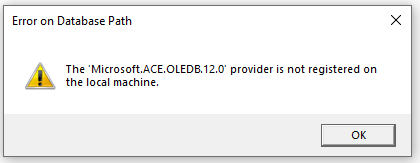 Error on Database Path
The 'Microsoft.ACE.OLEDB.12.0' provider is not registered on
the local machine.
OK